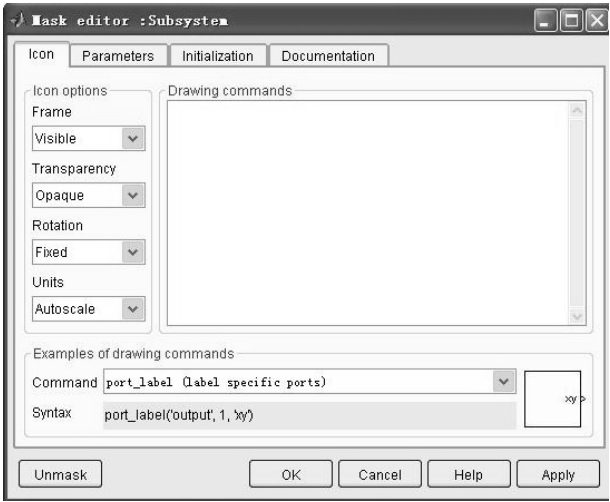 Mask editor :Subsystem
Icon
Parameters
Initialization
Documentation
Icon options
Frame
Visible
Transparency
Opaque
Rotation
Fixed
Units
Autoscale
Drawing commands
Examples of drawing commands
Command port_label (label specific ports)
Syntax port_label('output', 1, 'xy')
xy >
Unmask
OK
Cancel
Help
Apply